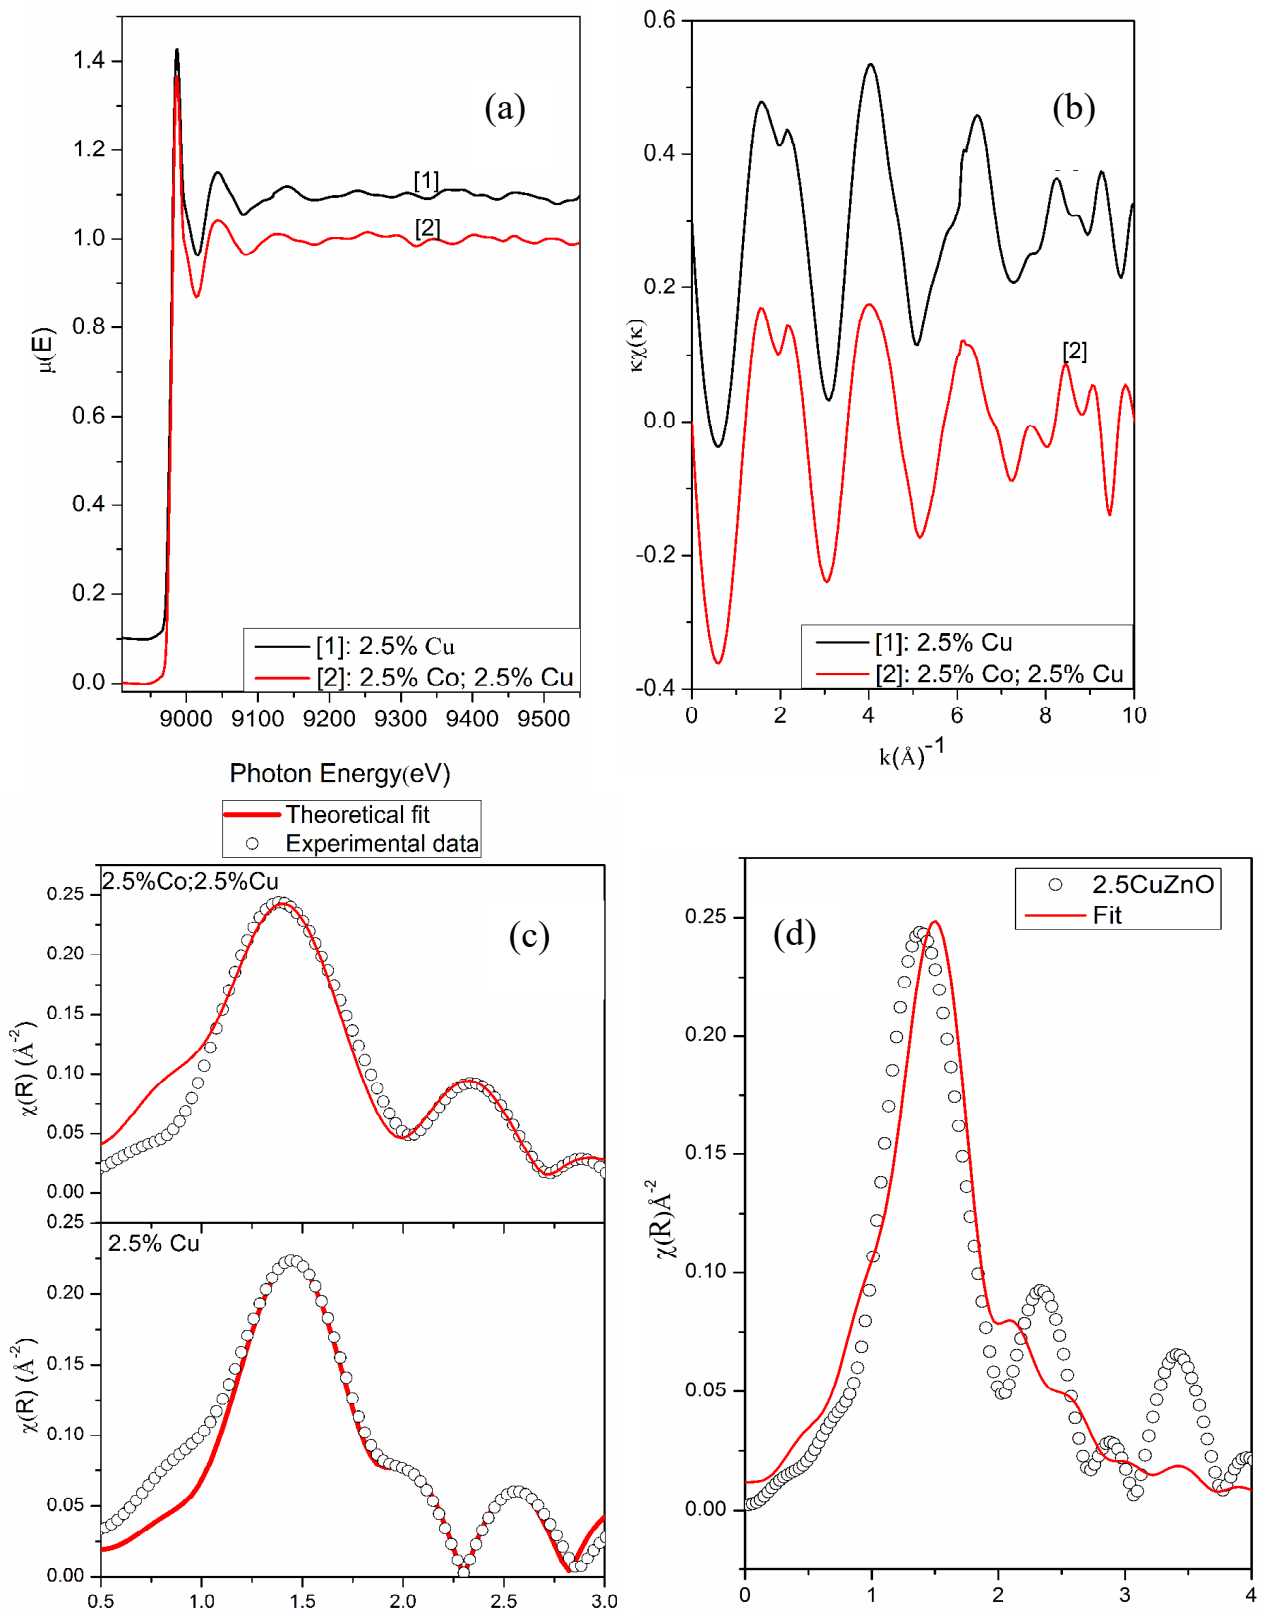 (a)
1.4
1.2
1.0
0.8
0.6
0.4
0.2
0.0
μ(E)
[1]
[2]
[1]: 2.5% Cu
[2]: 2.5% Co; 2.5% Cu
9000 9100 9200 9300 9400 9500
Photon Energy(eV)
(b)
0.6
0.4
0.2
0.0
-0.2
-0.4
κχ(κ)
[2]
[1]: 2.5% Cu
[2]: 2.5% Co; 2.5% Cu
0 2 4 6 8 10
k(Å)-1
Theoretical fit
Experimental data
2.5%Co;2.5%Cu
(c)
0.25
0.20
0.15
0.10
0.05
0.00
χ(R) (Å-2)
2.5% Cu
0.25
0.20
0.15
0.10
0.05
0.00
χ(R) (Å-2)
0.5 1.0 1.5 2.0 2.5 3.0
2.5CuZnO
Fit
(d)
0.25
0.20
0.15
0.10
0.05
0.00
χ(R)Å-2
0 1 2 3 4